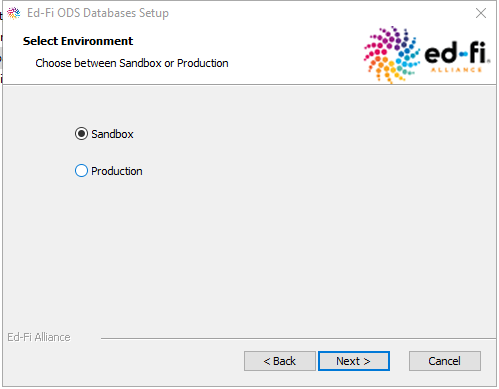 Ed-Fi ODS Databases Setup
Select Environment
Choose between Sandbox or Production
ed-fi
ALLIANCE
Sandbox
Production
Ed-Fi Alliance
< Back
Next >
Cancel